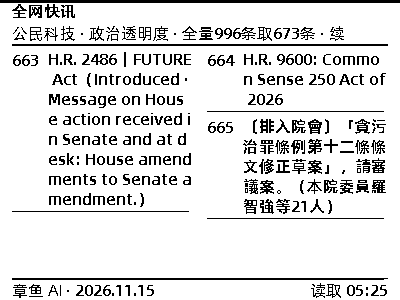 全网快讯
公民科技 · 政治透明度 · 全量996条取673条 · 续
663 H.R. 2486 | FUTURE
Act (Introduced ·
Message on Hous
e action received i
n Senate and at d
esk: House amend
ments to Senate a
mendment.)
664 H.R. 9600: Commo
n Sense 250 Act of
2026
665 〔排入院會〕「貪污
治罪條例第十二條條
文修正草案」，請審
議案。（本院委員羅
智強等21人）
章鱼 AI · 2026.11.15
读取 05:25